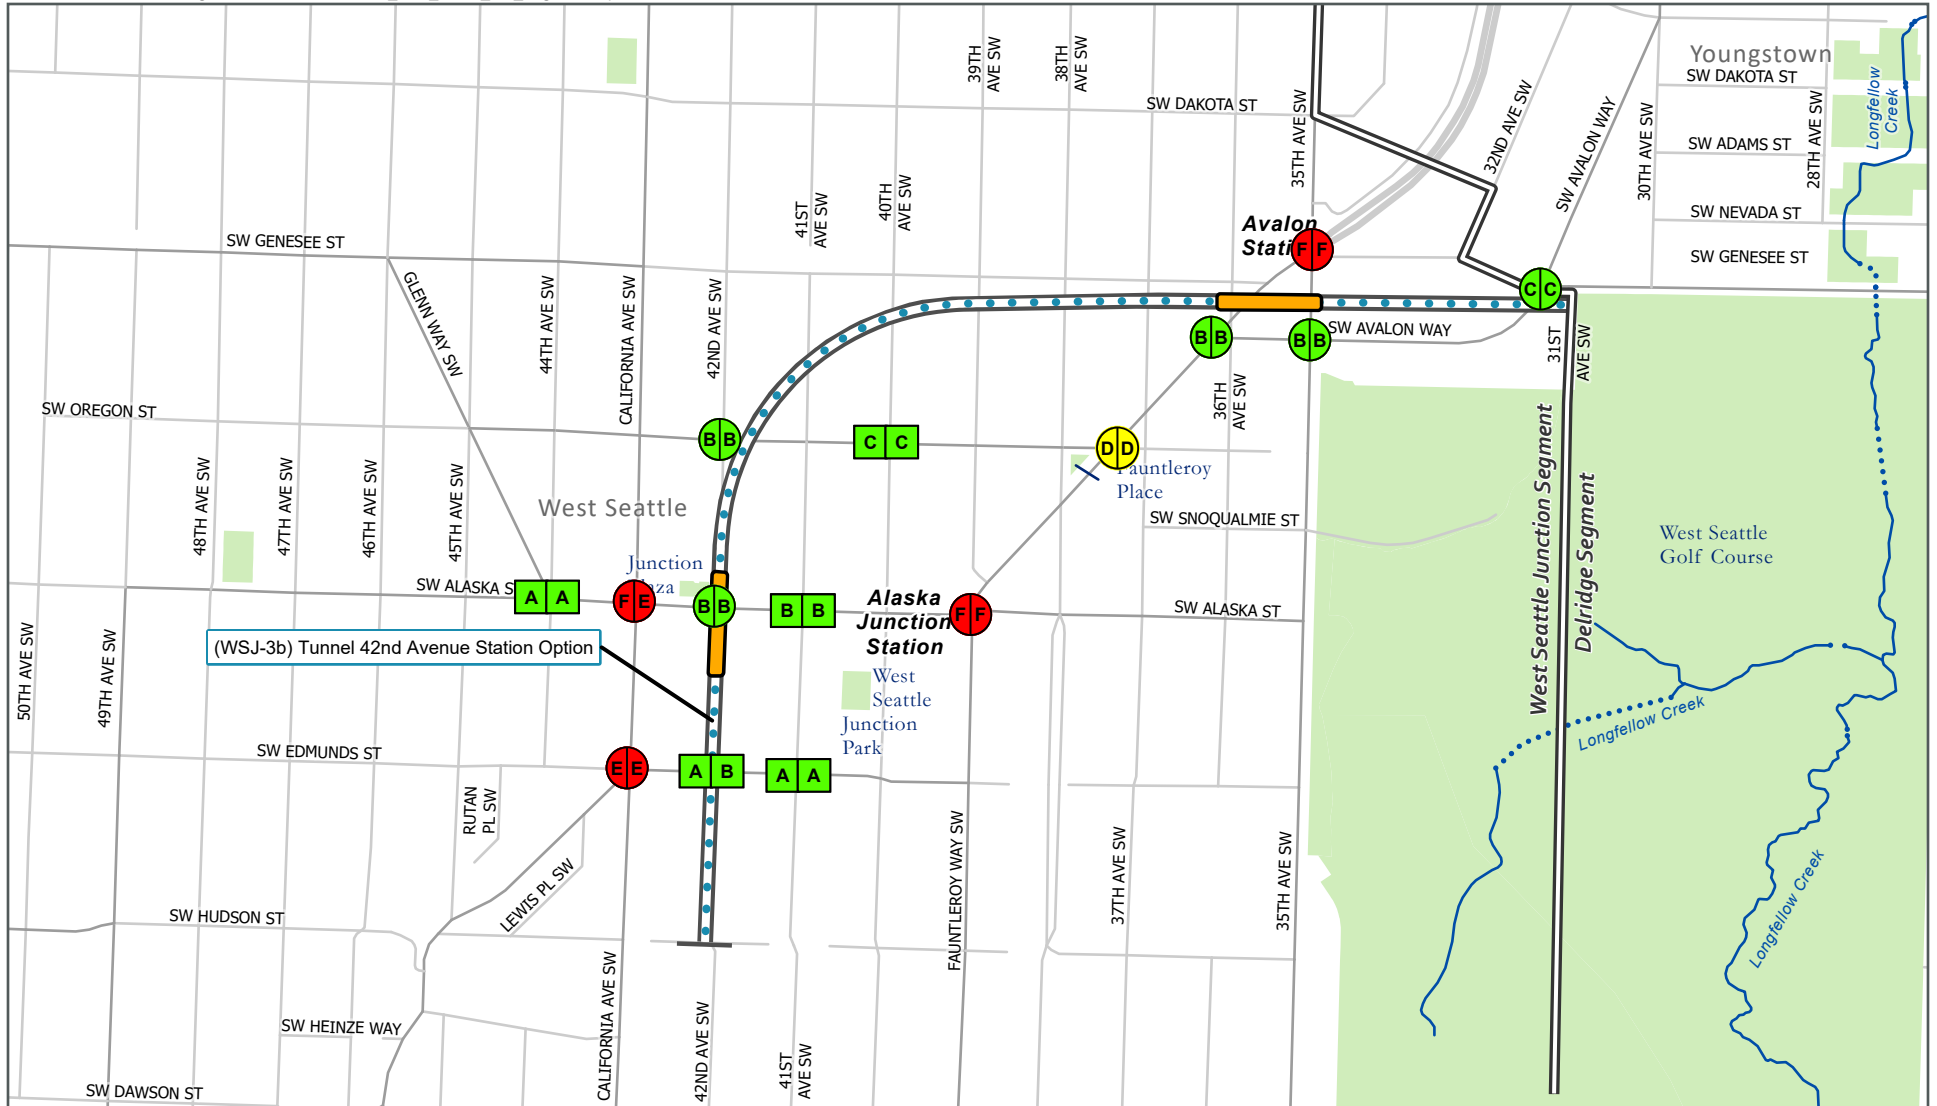 Youngstown
39TH
AVE SW
38TH
AVE SW
SW DAKOTA ST
SW DAKOTA ST
35TH AVE SW
32ND AVE SW
SW AVALON WAY
30TH AVE SW
28TH AVE SW
Longfellow
Creek
SW ADAMS ST
SW NEVADA ST
SW GENESEE ST
41ST
AVE SW
40TH
AVE SW
SW GENESEE ST
Avalon
Stati
F F
C C
GLENN WAY SW
44TH AVE SW
CALIFORNIA AVE SW
42ND AVE SW
B B
B B
SW AVALON WAY
31ST
AVE SW
36TH
AVE SW
SW OREGON ST
B B
C C
D D
Fauntleroy
Place
48TH AVE SW
47TH AVE SW
46TH AVE SW
45TH AVE SW
West Seattle
SW SNOQUALMIE ST
West Seattle Junction Segment
Delridge Segment
West Seattle
Golf Course
Junction
aza
SW ALASKA S
A A
F E
B B
B B
Alaska
Junction
Station
F F
SW ALASKA ST
50TH AVE SW
49TH AVE SW
(WSJ-3b) Tunnel 42nd Avenue Station Option
West
Seattle
Junction
Park
Longfellow Creek
SW EDMUNDS ST
E E
A B
A A
RUTAN
PL SW
LEWIS PL SW
FAUNTLEROY WAY SW
37TH AVE SW
35TH AVE SW
Longfellow Creek
SW HUDSON ST
CALIFORNIA AVE SW
42ND AVE SW
41ST
AVE SW
SW HEINZE WAY
SW DAWSON ST